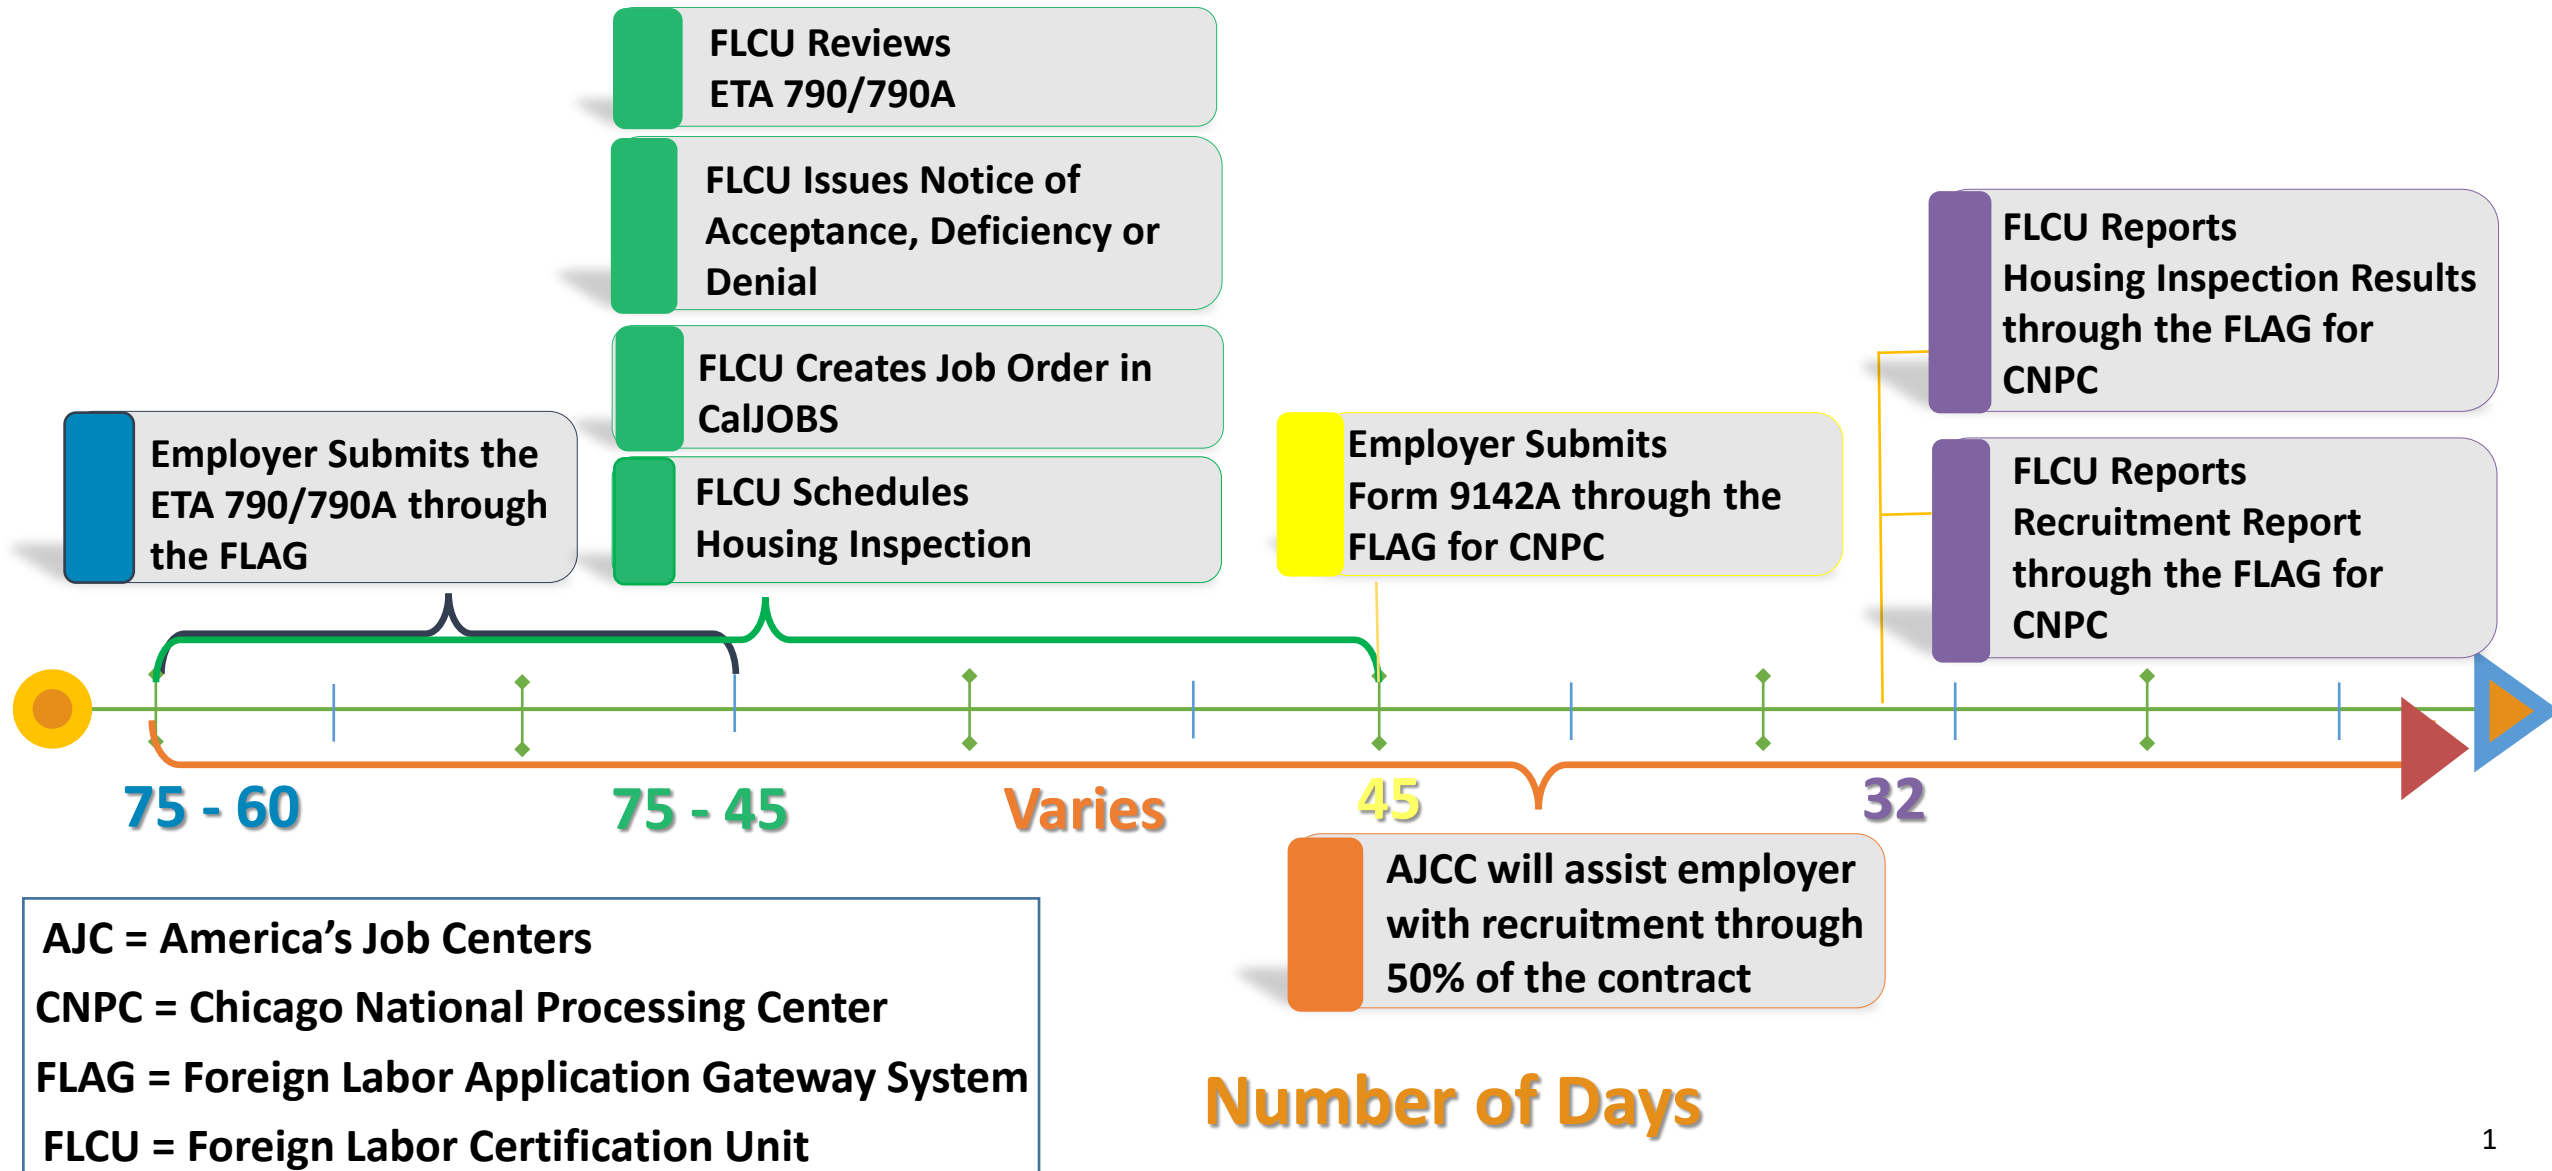 FLCU Reviews
ETA 790/790A
FLCU Issues Notice of
Acceptance, Deficiency or
Denial
FLCU Creates Job Order in
CalJOBS
FLCU Schedules
Housing Inspection
Employer Submits the
ETA 790/790A through
the FLAG
Employer Submits
Form 9142A through the
FLAG for CNPC
FLCU Reports
Housing Inspection Results
through the FLAG for
CNPC
FLCU Reports
Recruitment Report
through the FLAG for
CNPC
75 - 60
75 - 45
Varies
45
32
AJCC will assist employer
with recruitment through
50% of the contract
AJC = America’s Job Centers
CNPC = Chicago National Processing Center
FLAG = Foreign Labor Application Gateway System
FLCU = Foreign Labor Certification Unit
Number of Days
1